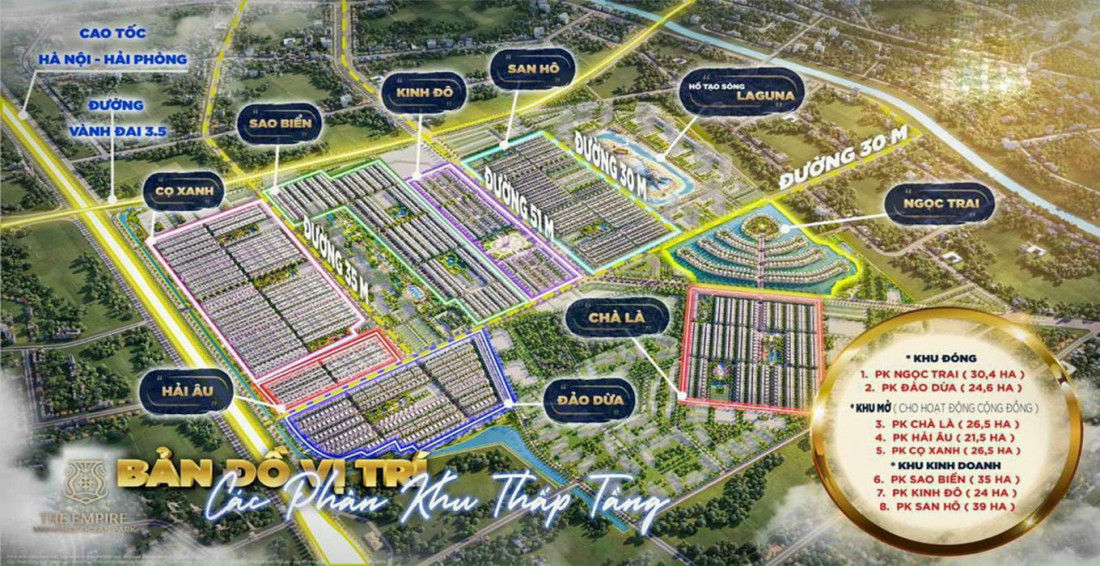 CAO TỐC
HÀ NỘI - HẢI PHÒNG
ĐƯỜNG
VÀNH ĐAI 3.5
SAO BIỂN
KINH ĐÔ
SAN HÔ
HỒ TẠO SÓNG LAGUNA
CỌ XANH
ĐƯỜNG 35 M
ĐƯỜNG 51 M
ĐƯỜNG 30 M
ĐƯỜNG 30 M
NGỌC TRAI
CHÀ LÀ
HẢI ÂU
ĐẢO DỪA
* KHU ĐÓNG
1. PK NGỌC TRAI ( 30,4 HA )
2. PK ĐẢO DỪA ( 24,6 HA )
* KHU MỞ ( CHO HOẠT ĐỘNG CỘNG ĐỒNG )
3. PK CHÀ LÀ ( 26,5 HA )
4. PK HẢI ÂU ( 21,5 HA )
5. PK CỌ XANH ( 26,5 HA )
* KHU KINH DOANH
6. PK SAO BIỂN ( 35 HA )
7. PK KINH ĐÔ ( 24 HA )
8. PK SAN HÔ ( 39 HA )
BẢN ĐỒ VỊ TRÍ
Các Phân Khu Thấp Tầng
THE EMPIRE